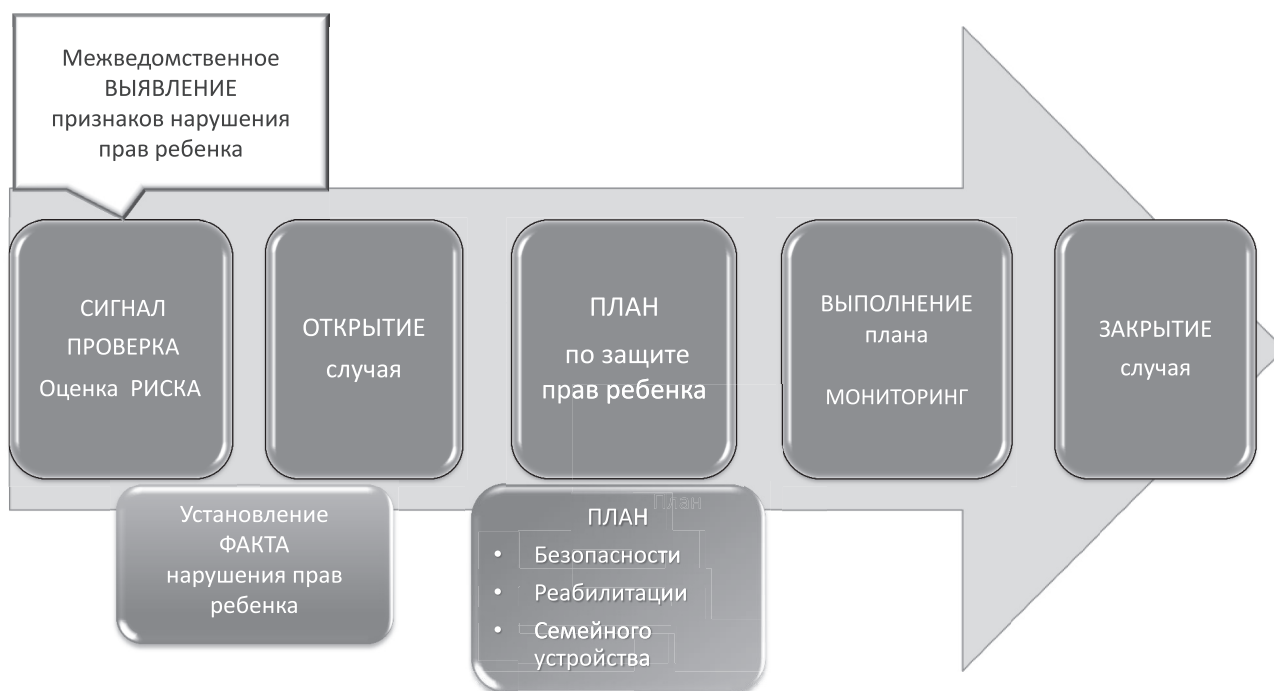 Межведомственное
ВЫЯВЛЕНИЕ
признаков нарушения
прав ребенка
СИГНАЛ
ПРОВЕРКА
Оценка РИСКА
ОТКРЫТИЕ
случая
ПЛАН
по защите
прав ребенка
ВЫПОЛНЕНИЕ
плана
МОНИТОРИНГ
ЗАКРЫТИЕ
случая
Установление
ФАКТА
нарушения прав
ребенка
План
ПЛАН
• Безопасности
• Реабилитации
• Семейного
устройства